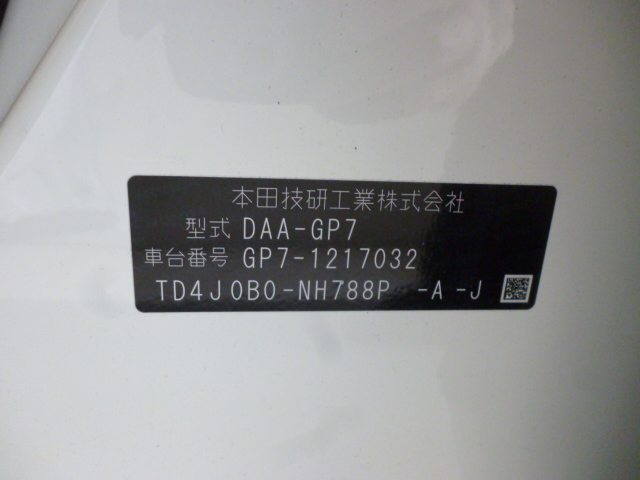 本田技研工業株式会社
型式 DAA-GP7
車台番号 GP7-1217032
TD4J0B0-NH788P -A-J